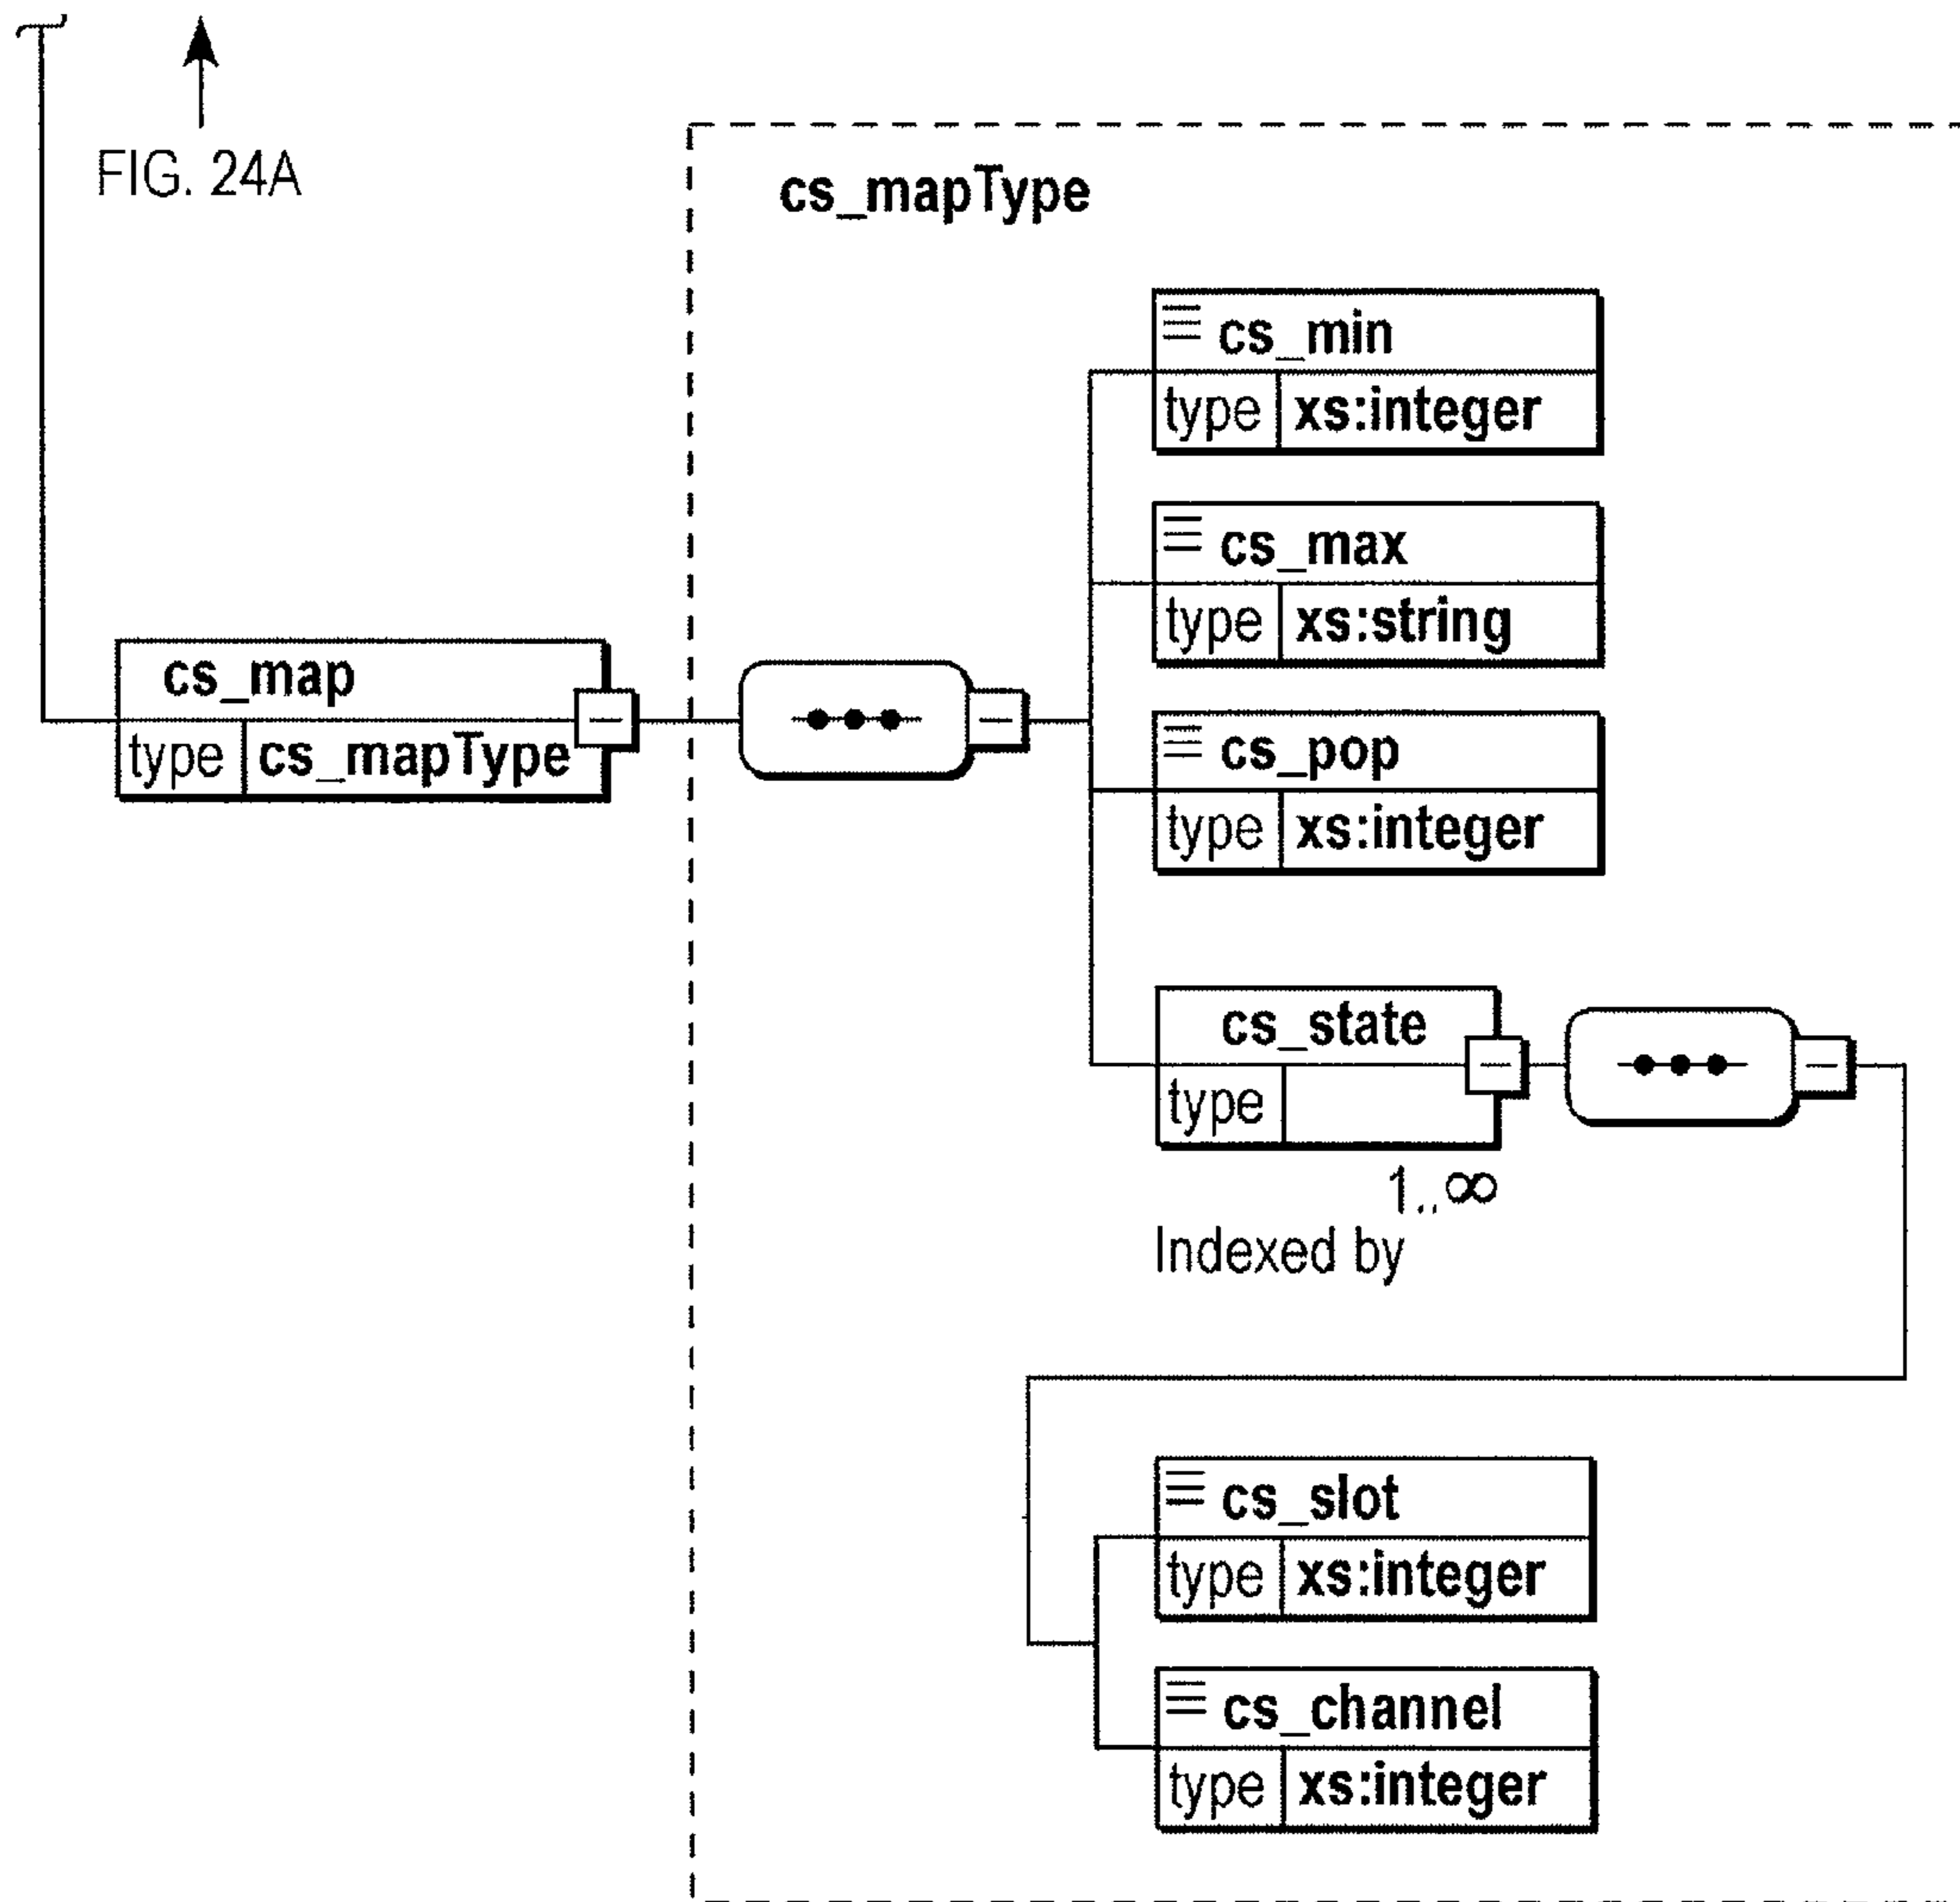 FIG. 24A
cs_mapType
cs_min
type xs:integer
cs_max
type xs:string
cs_map
type cs_mapType
cs_pop
type xs:integer
cs_state
type
1..∞
Indexed by
cs_slot
type xs:integer
cs_channel
type xs:integer